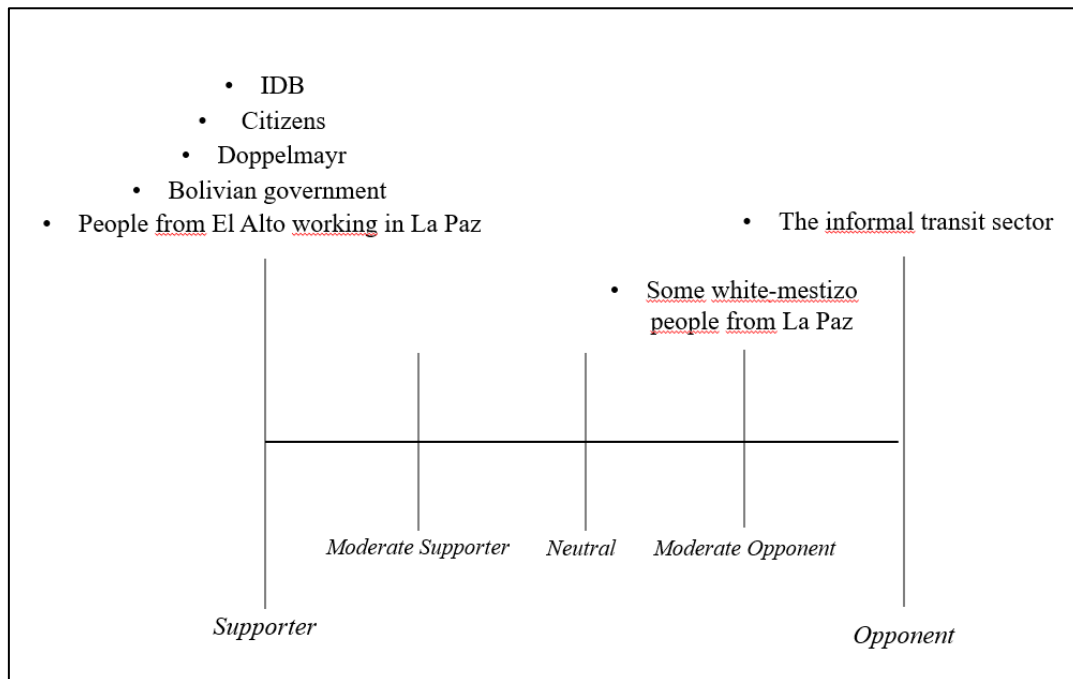 • IDB
• Citizens
• Doppelmayr
• Bolivian government
• People from El Alto working in La Paz
• The informal transit sector
• Some white-mestizo
people from La Paz
Moderate Supporter
Neutral
Moderate Opponent
Supporter
Opponent